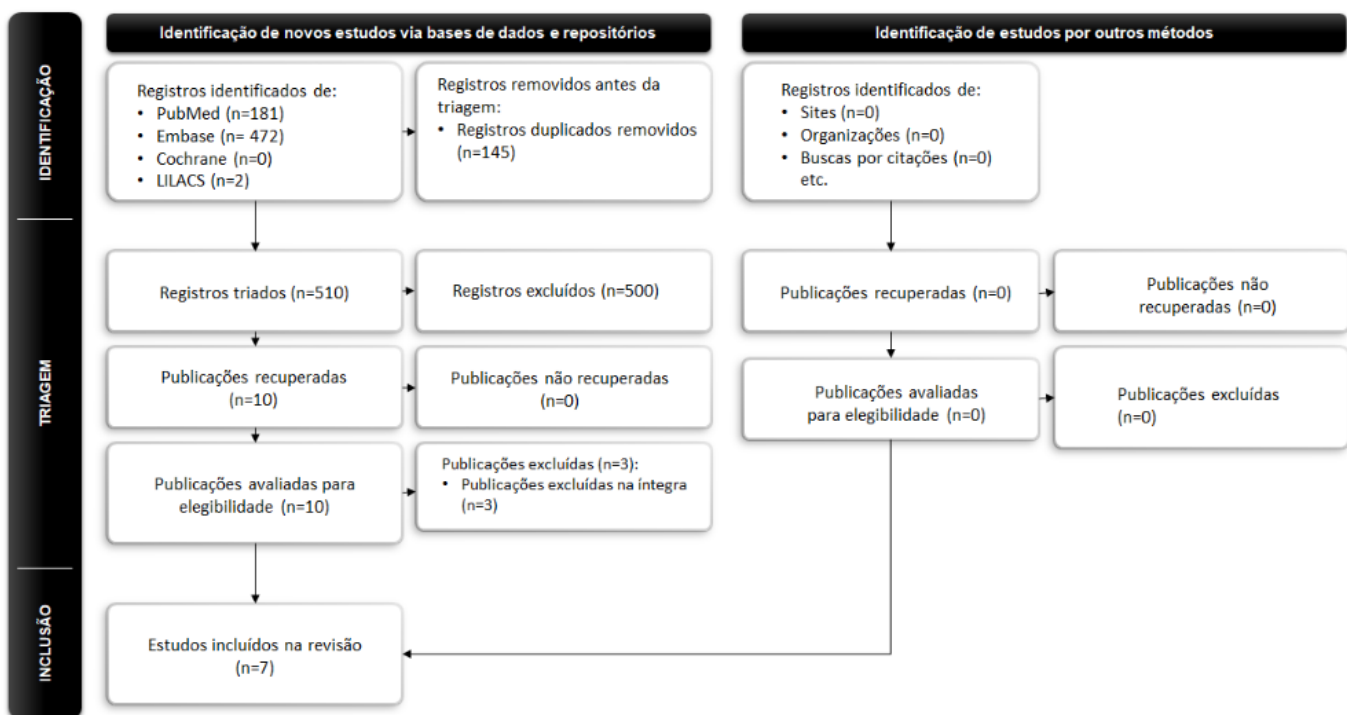 Identificação de novos estudos via bases de dados e repositórios
Identificação de estudos por outros métodos
IDENTIFICAÇÃO
Registros identificados de:
• PubMed (n=181)
• Embase (n= 472)
• Cochrane (n=0)
• LILACS (n=2)
Registros removidos antes da
triagem:
• Registros duplicados removidos
(n=145)
Registros identificados de:
• Sites (n=0)
• Organizações (n=0)
• Buscas por citações (n=0)
etc.
TRIAGEM
Registros triados (n=510)
Registros excluídos (n=500)
Publicações recuperadas (n=0)
Publicações não
recuperadas (n=0)
Publicações recuperadas
(n=10)
Publicações não recuperadas
(n=0)
Publicações avaliadas
para elegibilidade (n=0)
Publicações excluídas
(n=0)
Publicações avaliadas para
elegibilidade (n=10)
Publicações excluídas (n=3):
• Publicações excluídas na íntegra
(n=3)
INCLUSÃO
Estudos incluídos na revisão
(n=7)